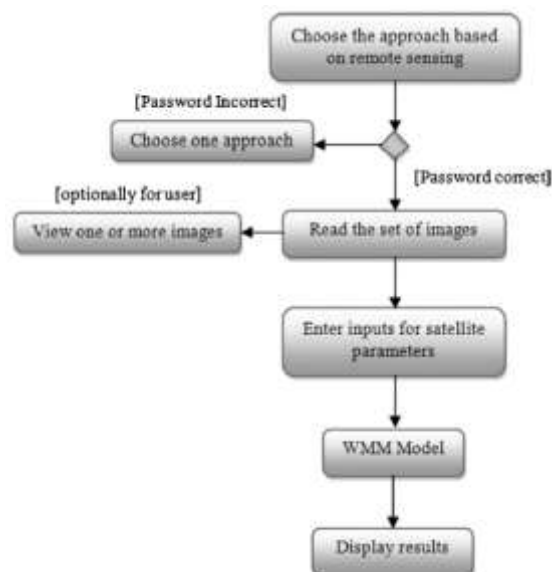 Choose the approach based
on remote sensing
[Password Incorrect]
Choose one approach
[Password correct]
[optionally for user]
View one or more images
Read the set of images
Enter inputs for satellite
parameters
WMM Model
Display results